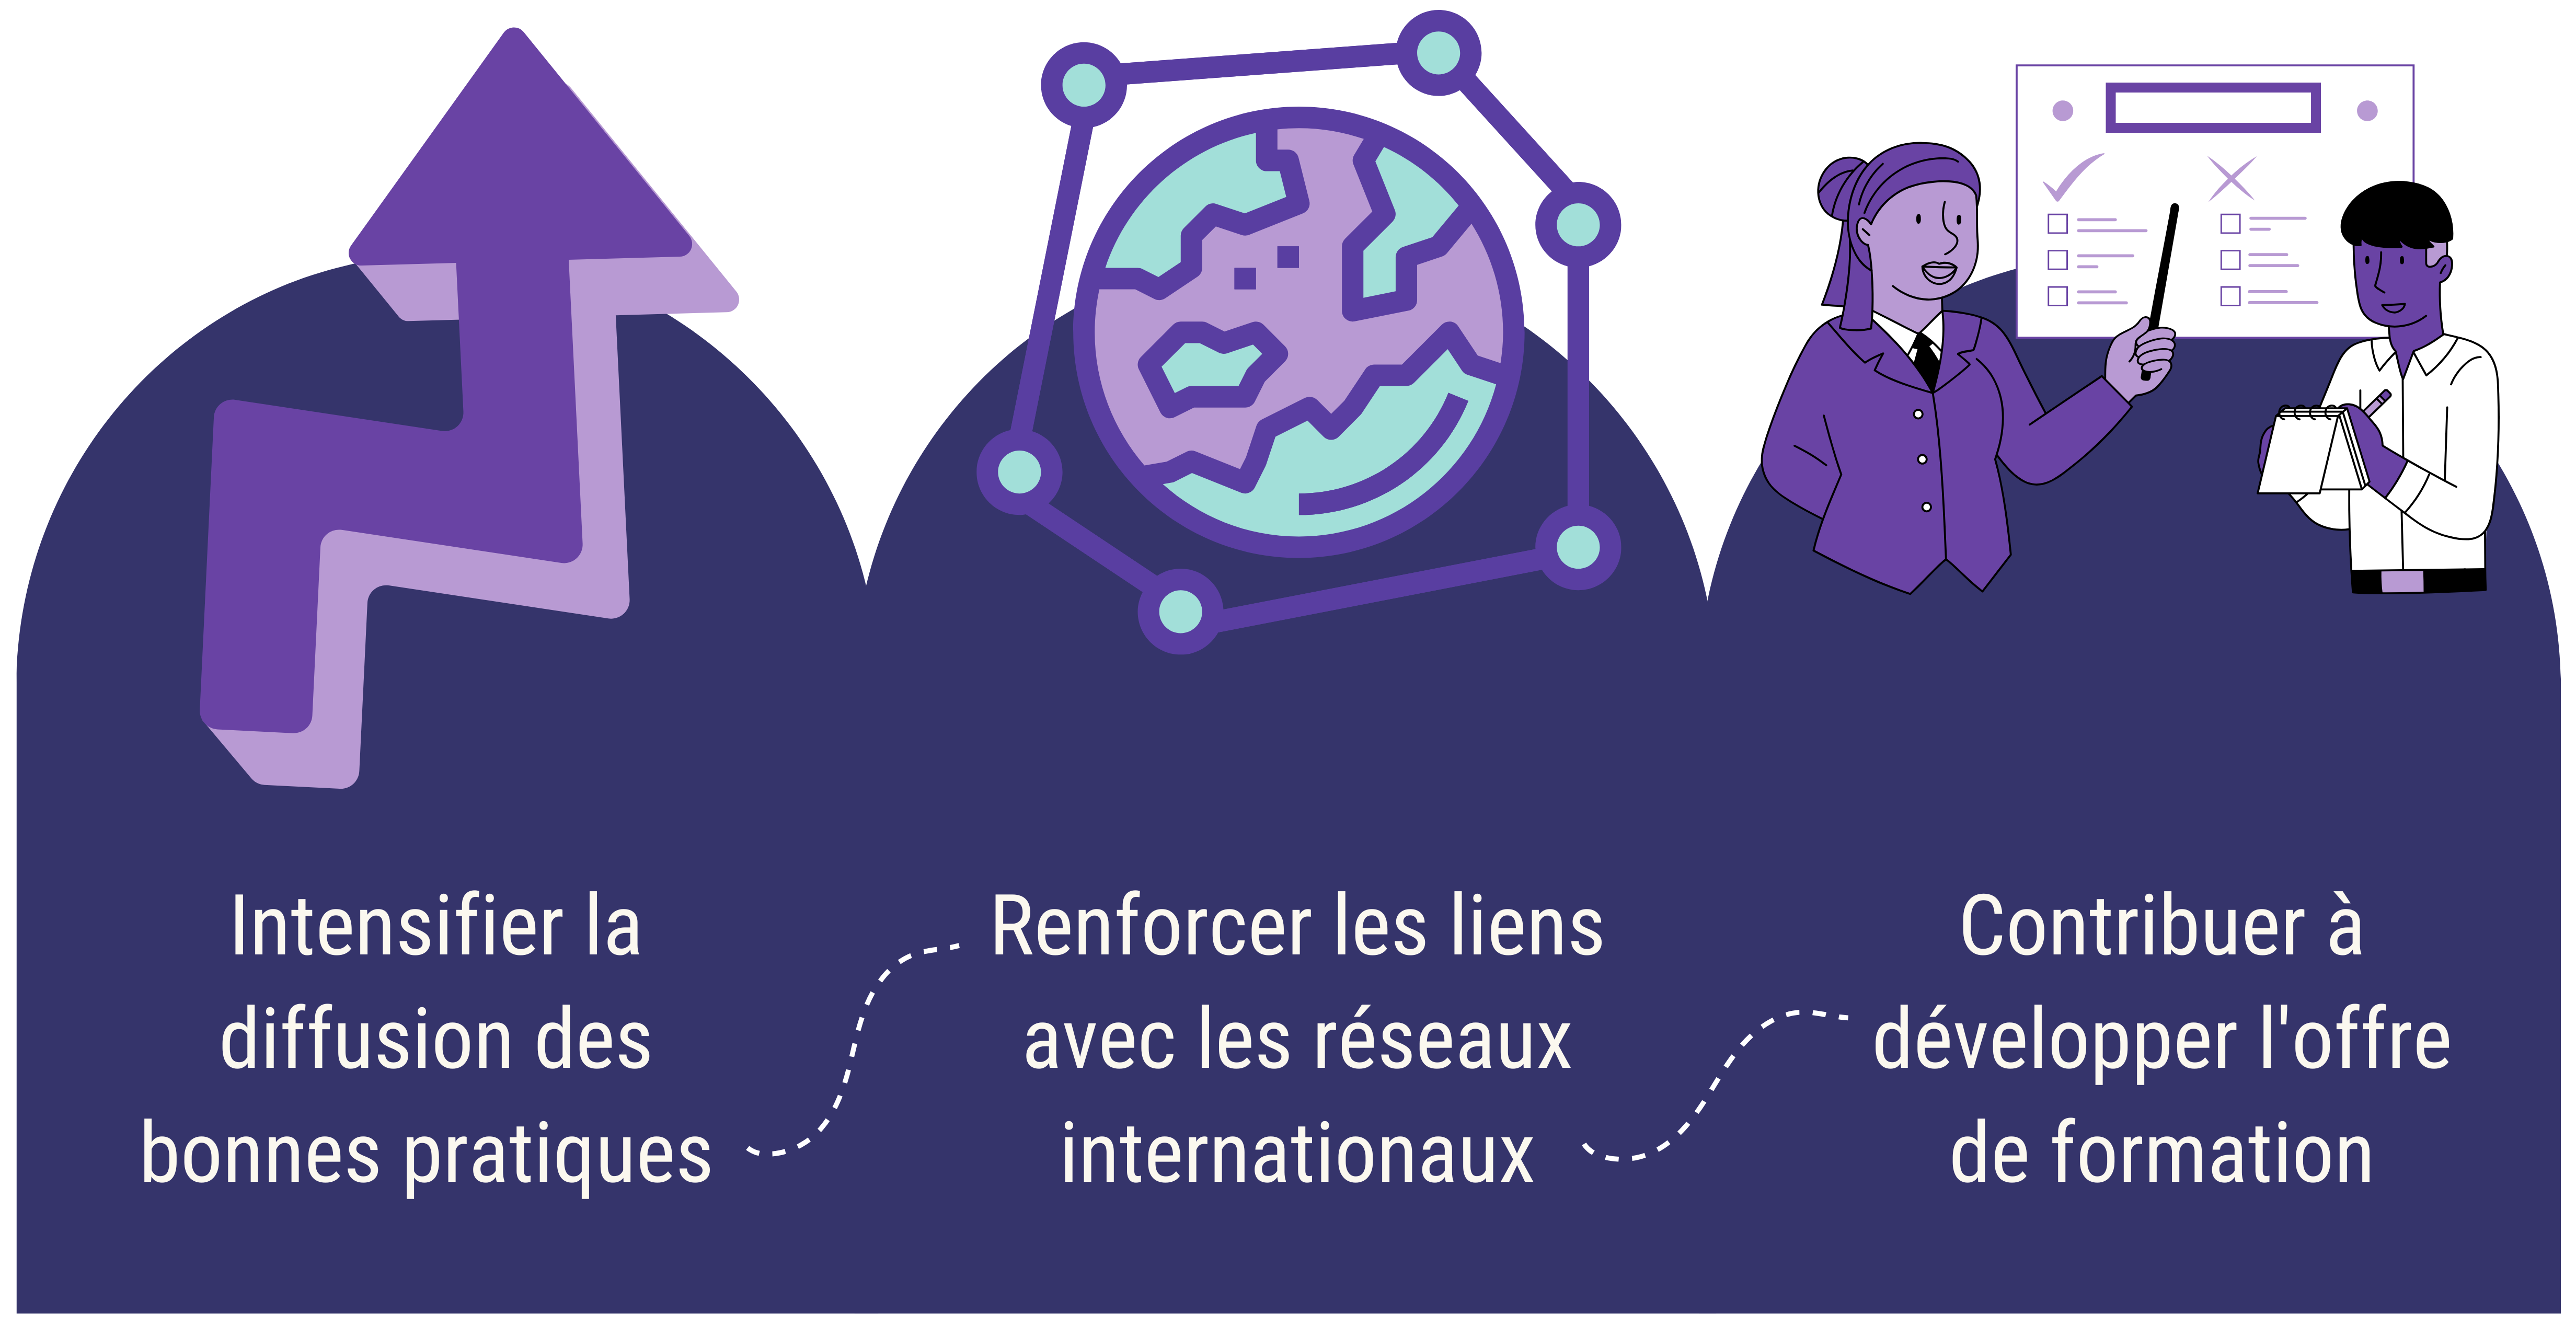 Intensifier la
diffusion des
bonnes pratiques
Renforcer les liens
avec les réseaux
internationaux
Contribuer à
développer l'offre
de formation